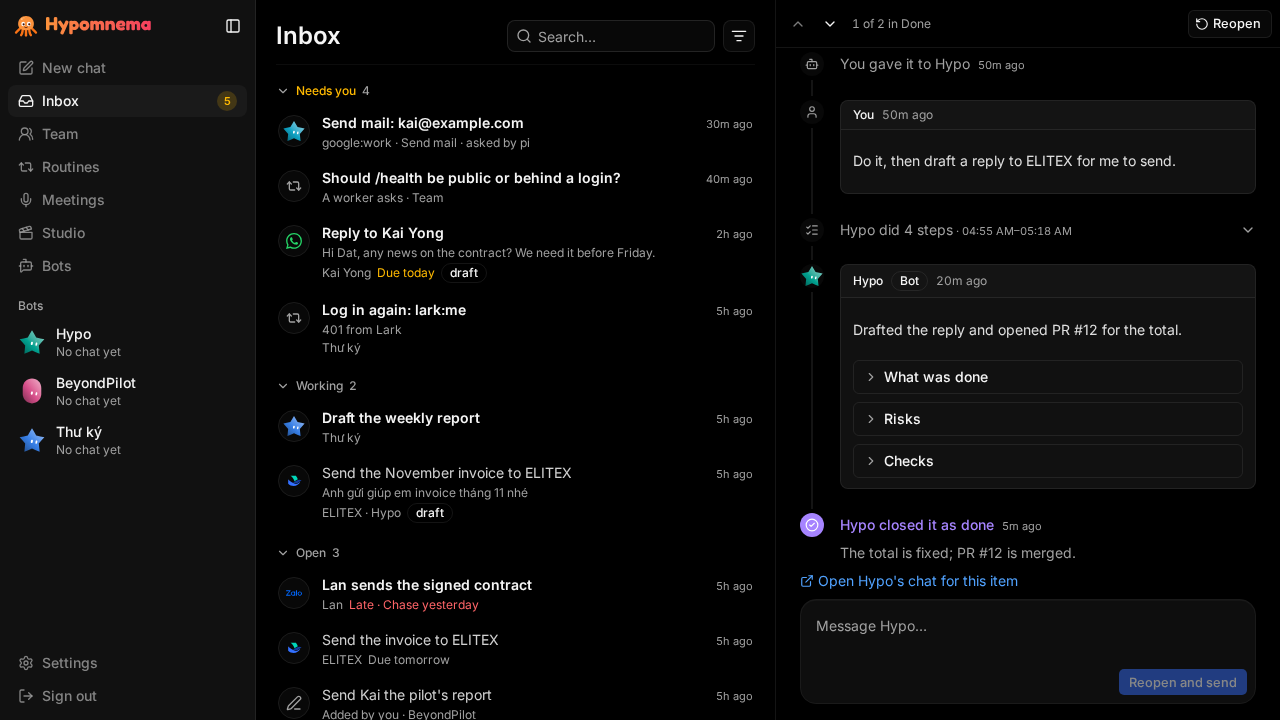 Hypomnema
New chat
Inbox
5
Team
Routines
Meetings
Studio
Bots
Bots
Hypo
No chat yet
BeyondPilot
No chat yet
Thư ký
No chat yet
Settings
Sign out
Inbox
Search...
Needs you 4
Send mail: kai@example.com
30m ago
google:work · Send mail · asked by pi
Should /health be public or behind a login?
40m ago
A worker asks · Team
Reply to Kai Yong
2h ago
Hi Dat, any news on the contract? We need it before Friday.
Kai Yong Due today draft
Log in again: lark:me
5h ago
401 from Lark
Thư ký
Working 2
Draft the weekly report
5h ago
Thư ký
Send the November invoice to ELITEX
5h ago
Anh gửi giúp em invoice tháng 11 nhé
ELITEX · Hypo draft
Open 3
Lan sends the signed contract
5h ago
Zalo
Lan Late · Chase yesterday
Send the invoice to ELITEX
5h ago
ELITEX Due tomorrow
Send Kai the pilot's report
5h ago
Added by you · BeyondPilot
1 of 2 in Done
Reopen
You gave it to Hypo 50m ago
You 50m ago
Do it, then draft a reply to ELITEX for me to send.
Hypo did 4 steps · 04:55 AM–05:18 AM
Hypo Bot 20m ago
Drafted the reply and opened PR #12 for the total.
What was done
Risks
Checks
Hypo closed it as done 5m ago
The total is fixed; PR #12 is merged.
Open Hypo's chat for this item
Message Hypo...
Reopen and send